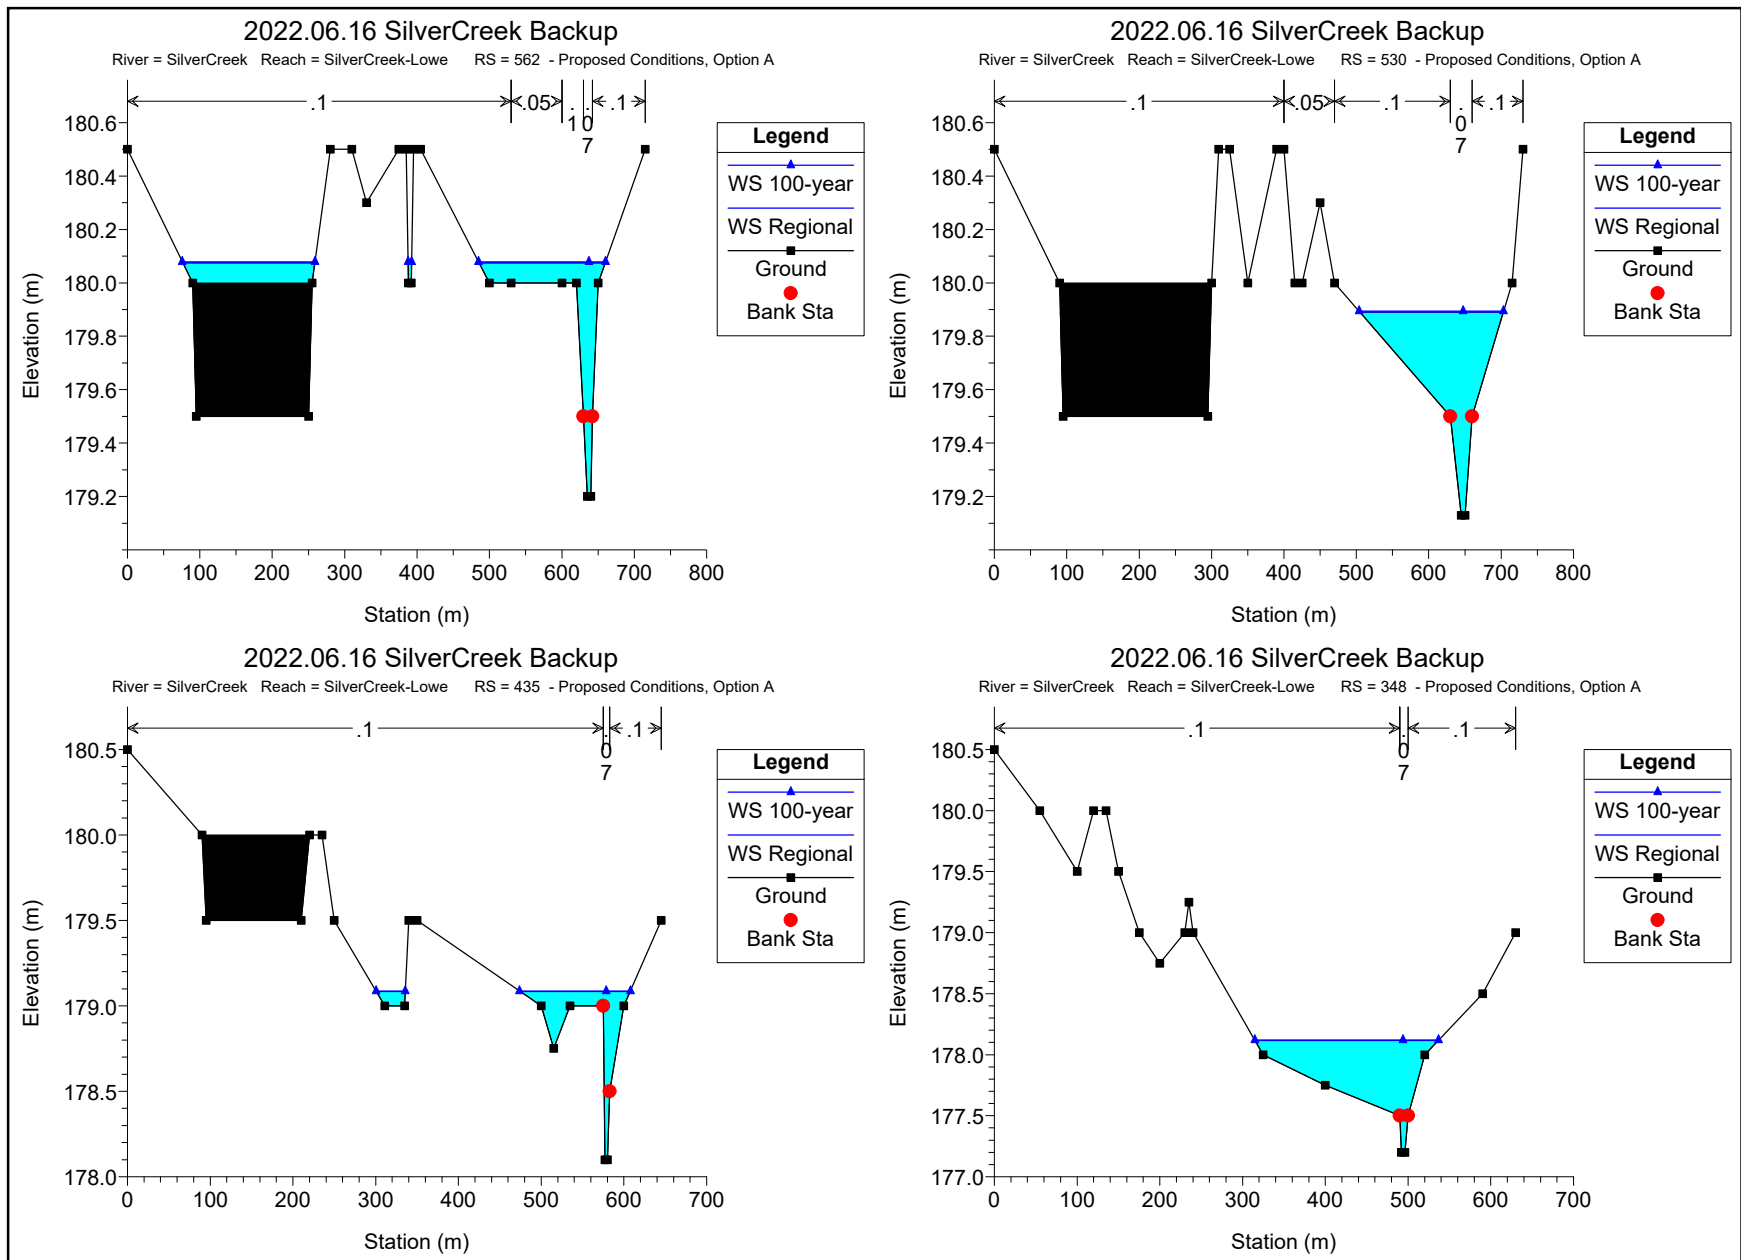 2022.06.16 SilverCreek Backup
River = SilverCreek Reach = SilverCreek-Lowe RS = 562 - Proposed Conditions, Option A
.1 .05 . . .1
1 0
7
180.6
180.4
180.2
180.0
179.8
179.6
179.4
179.2
0 100 200 300 400 500 600 700 800
Station (m)
Elevation (m)
Legend
WS 100-year
WS Regional
Ground
Bank Sta
2022.06.16 SilverCreek Backup
River = SilverCreek Reach = SilverCreek-Lowe RS = 530 - Proposed Conditions, Option A
.1 .05 .1 . .1
0
7
180.6
180.4
180.2
180.0
179.8
179.6
179.4
179.2
0 100 200 300 400 500 600 700 800
Station (m)
Elevation (m)
Legend
WS 100-year
WS Regional
Ground
Bank Sta
2022.06.16 SilverCreek Backup
River = SilverCreek Reach = SilverCreek-Lowe RS = 435 - Proposed Conditions, Option A
.1 . .1
0
7
180.5
180.0
179.5
179.0
178.5
178.0
0 100 200 300 400 500 600 700
Station (m)
Elevation (m)
Legend
WS 100-year
WS Regional
Ground
Bank Sta
2022.06.16 SilverCreek Backup
River = SilverCreek Reach = SilverCreek-Lowe RS = 348 - Proposed Conditions, Option A
.1 . .1
0
7
180.5
180.0
179.5
179.0
178.5
178.0
177.5
177.0
0 100 200 300 400 500 600 700
Station (m)
Elevation (m)
Legend
WS 100-year
WS Regional
Ground
Bank Sta